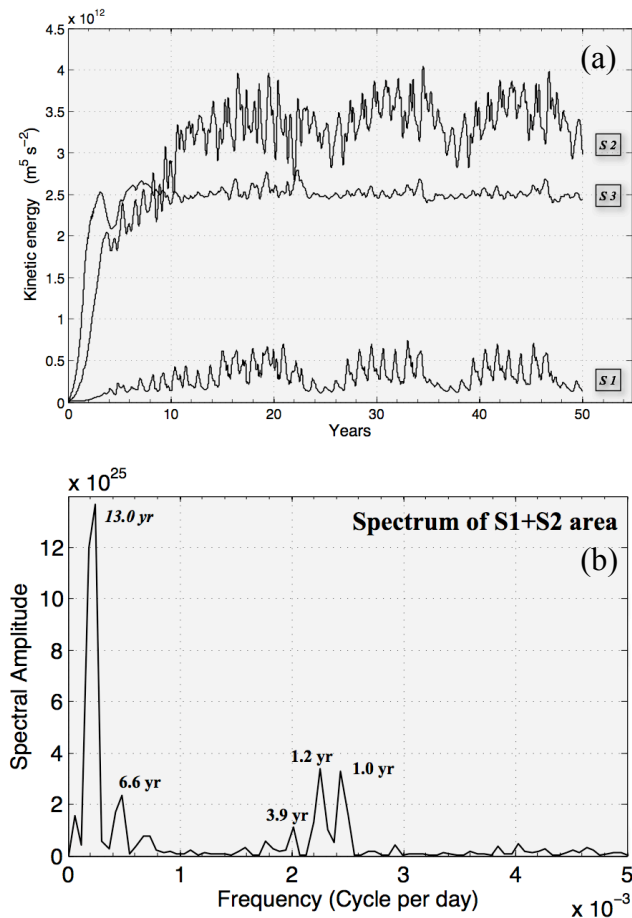 x 10^12
4.5
4
3.5
3
2.5
2
1.5
1
0.5
0
(a)
S 2
S 3
S 1
Kinetic energy (m^5 s^−2)
0
10
20
30
40
50
Years
x 10^25
12
10
8
6
4
2
0
Spectral Amplitude
13.0 yr
Spectrum of S1+S2 area
(b)
6.6 yr
3.9 yr
1.2 yr
1.0 yr
0
1
2
3
4
5
Frequency (Cycle per day)
x 10^−3